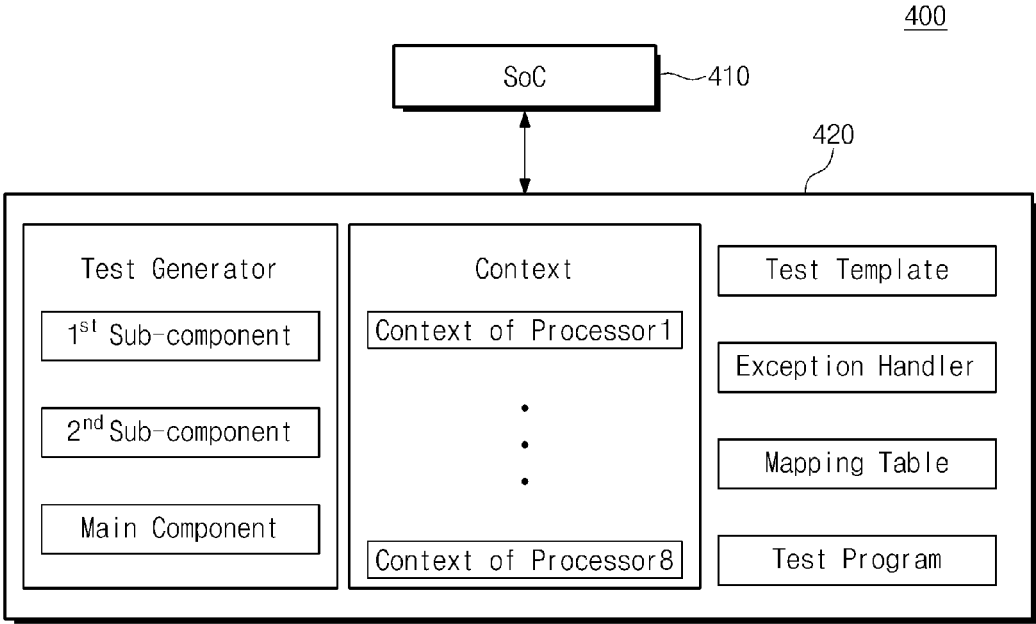 400
SoC
410
420
Test Generator
1st Sub-component
2nd Sub-component
Main Component
Context
Context of Processor1
Context of Processor8
Test Template
Exception Handler
Mapping Table
Test Program